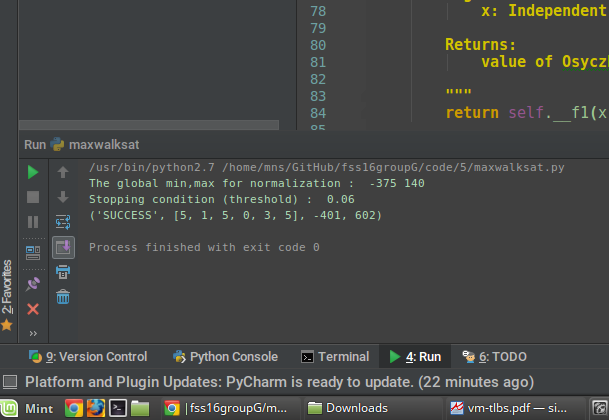 78 x: Independent
79
80 Returns:
81 value of Osycz
82
83 """
84 return self.__f1(x
85
Run maxwalksat
/usr/bin/python2.7 /home/mns/GitHub/fss16groupG/code/5/maxwalksat.py
The global min,max for normalization : -375 140
Stopping condition (threshold) : 0.06
('SUCCESS', [5, 1, 5, 0, 3, 5], -401, 602)
Process finished with exit code 0
2: Favorites
9: Version Control Python Console Terminal 4: Run 6: TODO
Platform and Plugin Updates: PyCharm is ready to update. (22 minutes ago)
Mint |fss16groupG/m... Downloads vm-tlbs.pdf — si...